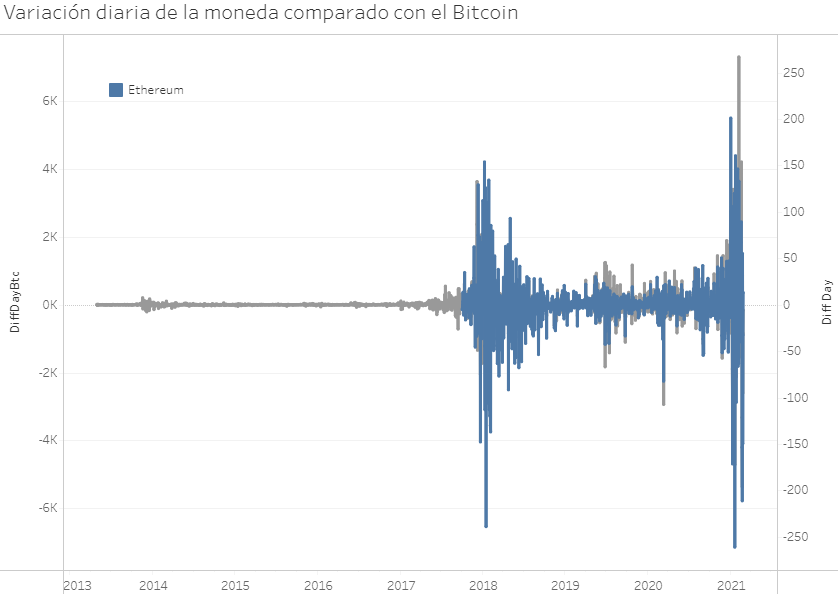 Variación diaria de la moneda comparado con el Bitcoin
Ethereum
DiffDayBtc
6K
4K
2K
0K
-2K
-4K
-6K
250
200
150
100
50
0
-50
-100
-150
-200
-250
Diff Day
2013
2014
2015
2016
2017
2018
2019
2020
2021